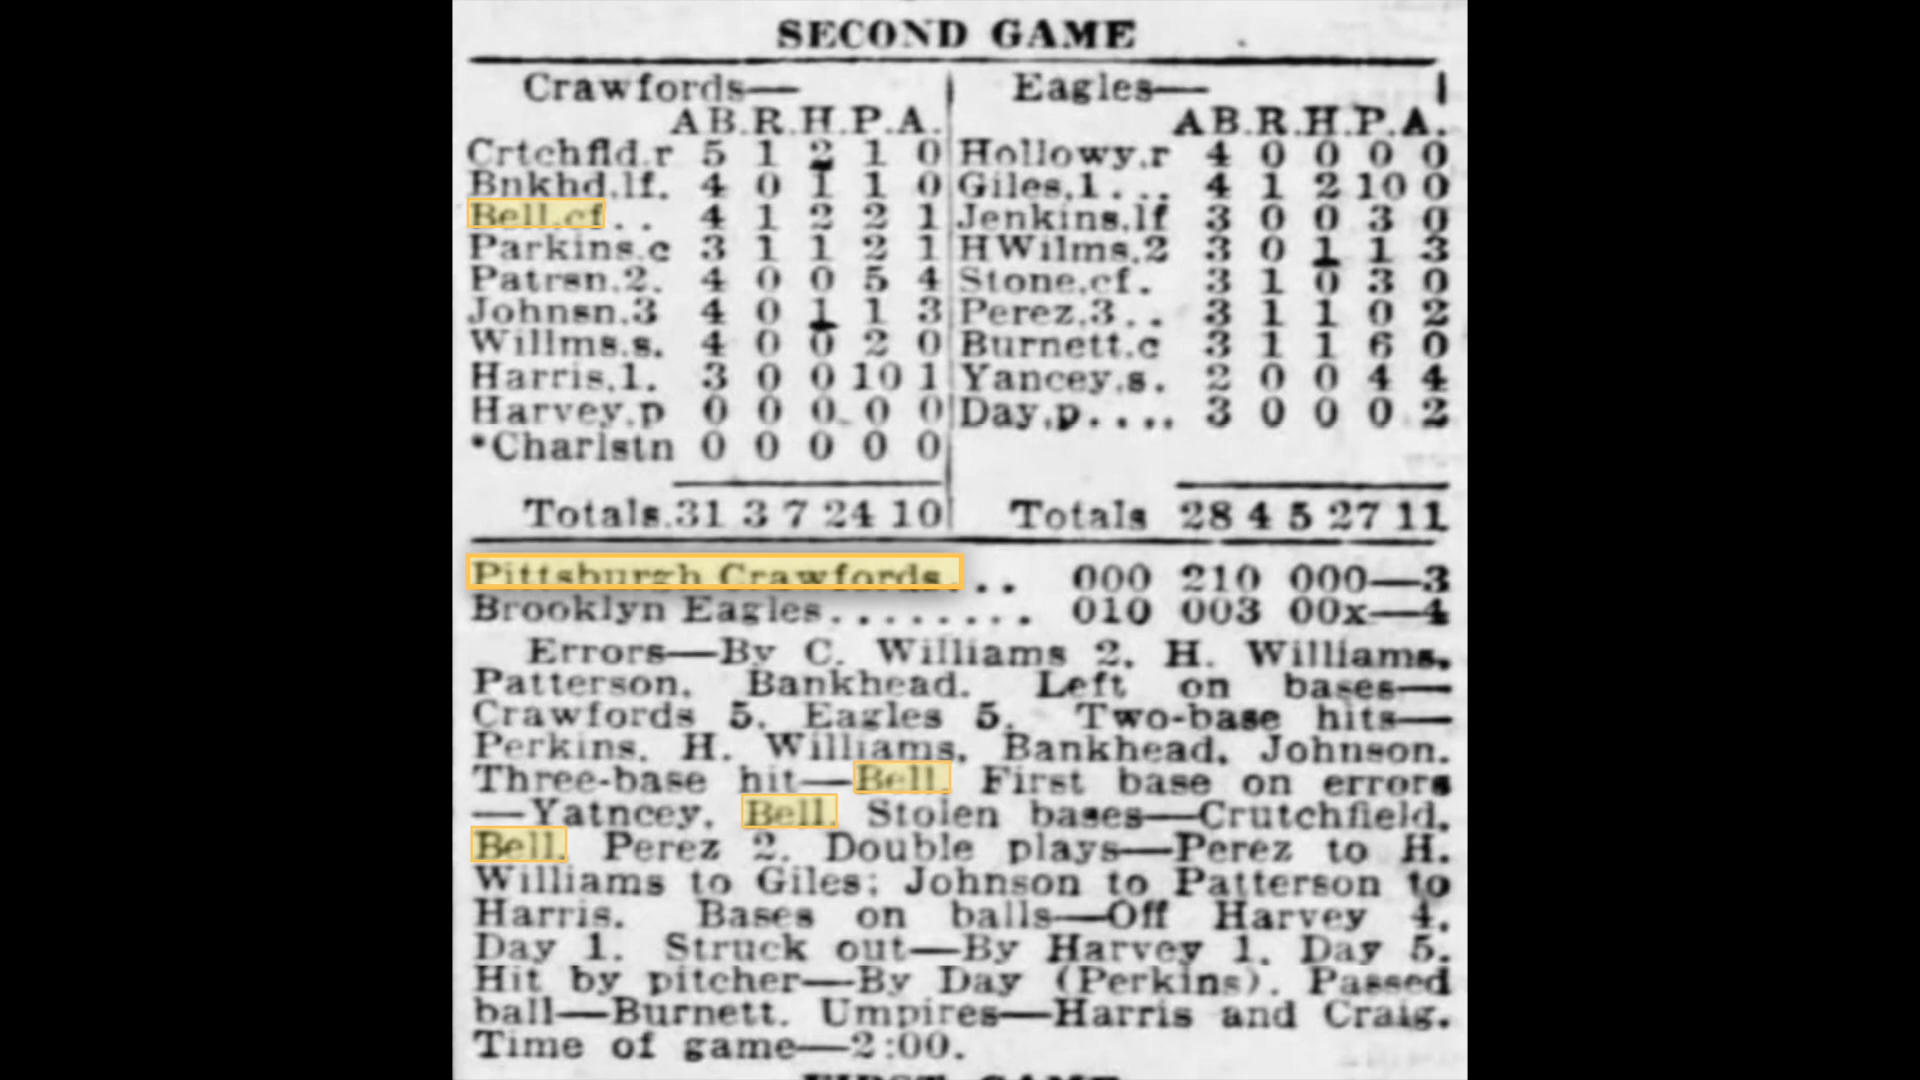 SECOND GAME
Crawfords—
AB.R.H.P.A.
Crtchfld.r 5 1 2 1 0
Bnkhd.lf. 4 0 1 1 0
Bell.cf.. 4 1 2 2 1
Parkins.c 3 1 1 2 1
Patrsn.2. 4 0 0 5 4
Johnsn.3 4 0 1 1 3
Willms.s. 4 0 0 2 0
Harris.1. 3 0 0 10 1
Harvey.p 0 0 0 0 0
*Charlstn 0 0 0 0 0
Totals.31 3 7 24 10
Eagles—
AB.R.H.P.A.
Hollowy.r 4 0 0 0 0
Giles.1... 4 1 2 10 0
Jenkins.lf 3 0 0 3 0
HWilms.2 3 0 1 1 3
Stone.cf. 3 1 0 3 0
Perez.3.. 3 1 1 0 2
Burnett.c 3 1 1 6 0
Yancey.s. 2 0 0 4 4
Day.p.... 3 0 0 0 2
Totals 28 4 5 27 11
Pittsburgh Crawfords... 000 210 000—3
Brooklyn Eagles........ 010 003 00x—4
Errors—By C. Williams 2, H. Williams,
Patterson, Bankhead. Left on bases—
Crawfords 5, Eagles 5. Two-base hits—
Perkins, H. Williams, Bankhead, Johnson.
Three-base hit—Bell. First base on errors
—Yatncey, Bell. Stolen bases—Crutchfield,
Bell, Perez 2. Double plays—Perez to H.
Williams to Giles; Johnson to Patterson to
Harris. Bases on balls—Off Harvey 4,
Day 1. Struck out—By Harvey 1, Day 5.
Hit by pitcher—By Day (Perkins). Passed
ball—Burnett. Umpires—Harris and Craig.
Time of game—2:00.
FIRST GAME